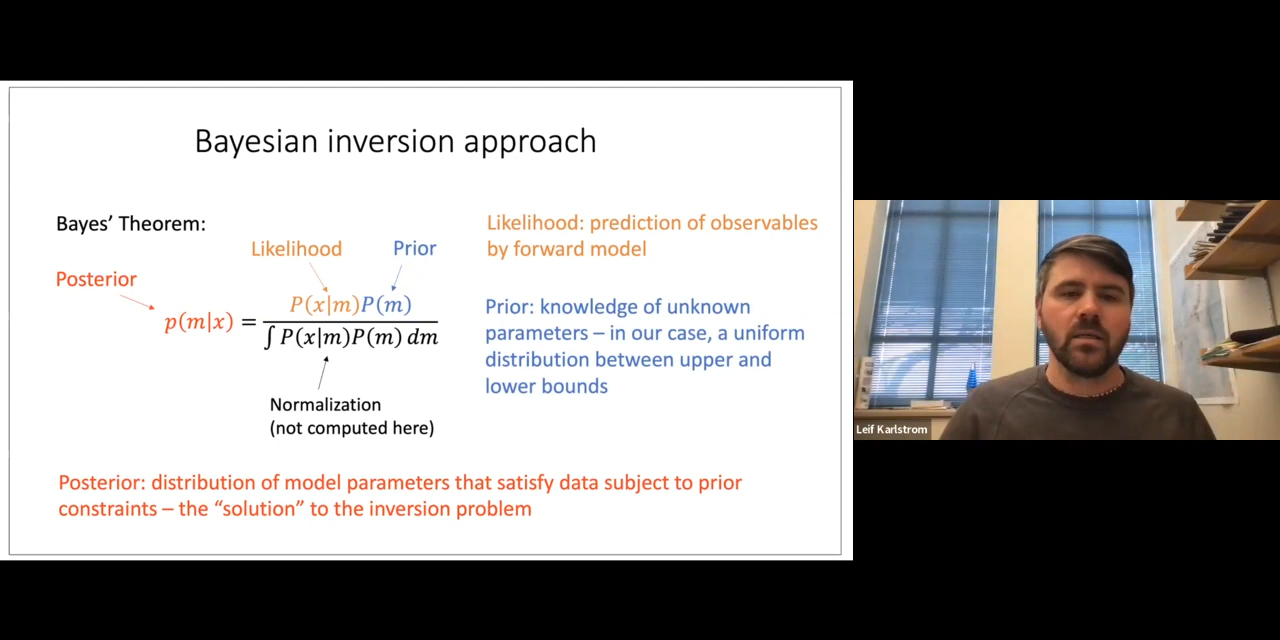 Bayesian inversion approach
Bayes’ Theorem:
Likelihood
Prior
Posterior
p(m|x) = P(x|m)P(m)
∫ P(x|m)P(m) dm
Normalization
(not computed here)
Likelihood: prediction of observables
by forward model
Prior: knowledge of unknown
parameters – in our case, a uniform
distribution between upper and
lower bounds
Posterior: distribution of model parameters that satisfy data subject to prior
constraints – the “solution” to the inversion problem
Leif Karlstrom